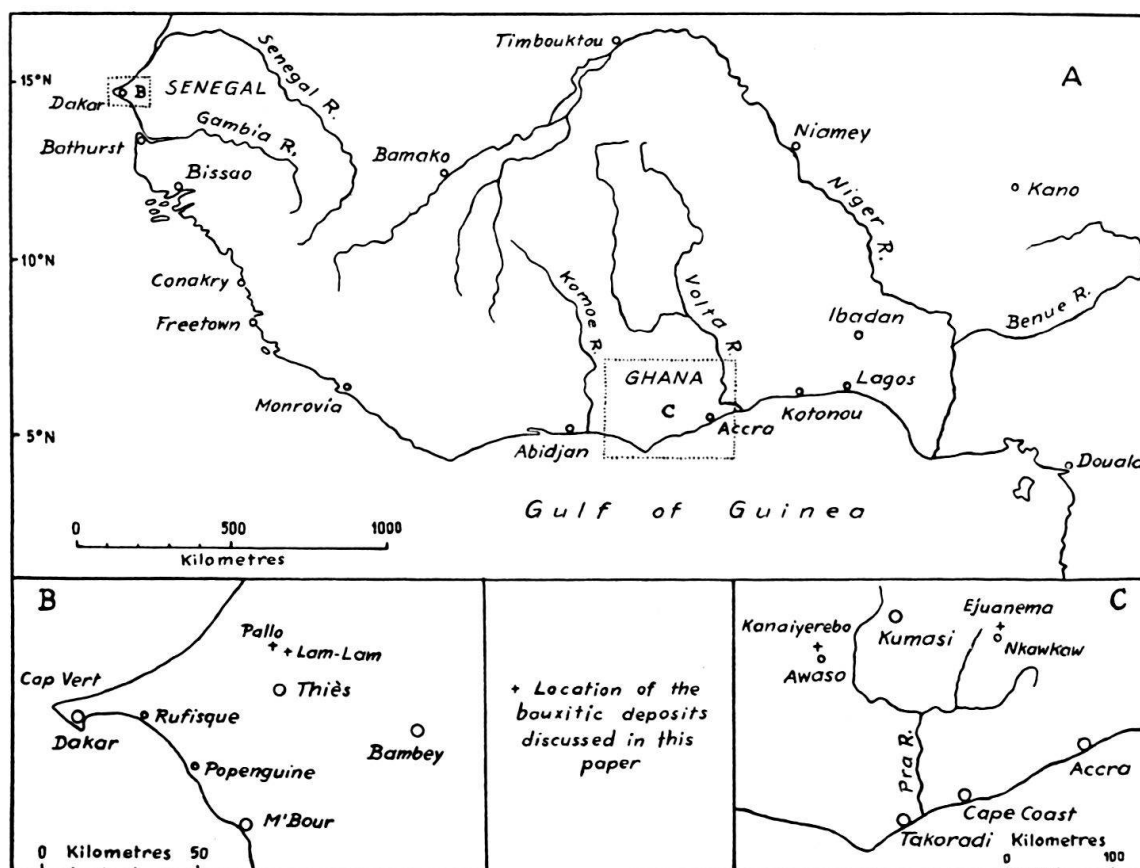 A
Timbouktou
Senegal R.
15°N
SENEGAL
B
Dakar
Gambia R.
Bathurst
Bamako
Niamey
Bissao
Niger R.
Kano
10°N
Conakry
Komoe R.
Volta R.
Freetown
Ibadan
Benue R.
GHANA
Lagos
Monrovia
C
Kotonou
5°N
Abidjan
Accra
Douala
Gulf of Guinea
0 500 1000
Kilometres
B
Pallo
Lam-Lam
Cap Vert
Thiès
Rufisque
Dakar
Bambey
Popenguine
M'Bour
Kilometres
0 50
+ Location of the
bauxitic deposits
discussed in this
paper
C
Ejuanema
Kanaiyerebo
Kumasi
Nkawkaw
Awaso
Pra R.
Accra
Cape Coast
Takoradi
Kilometres
0 100